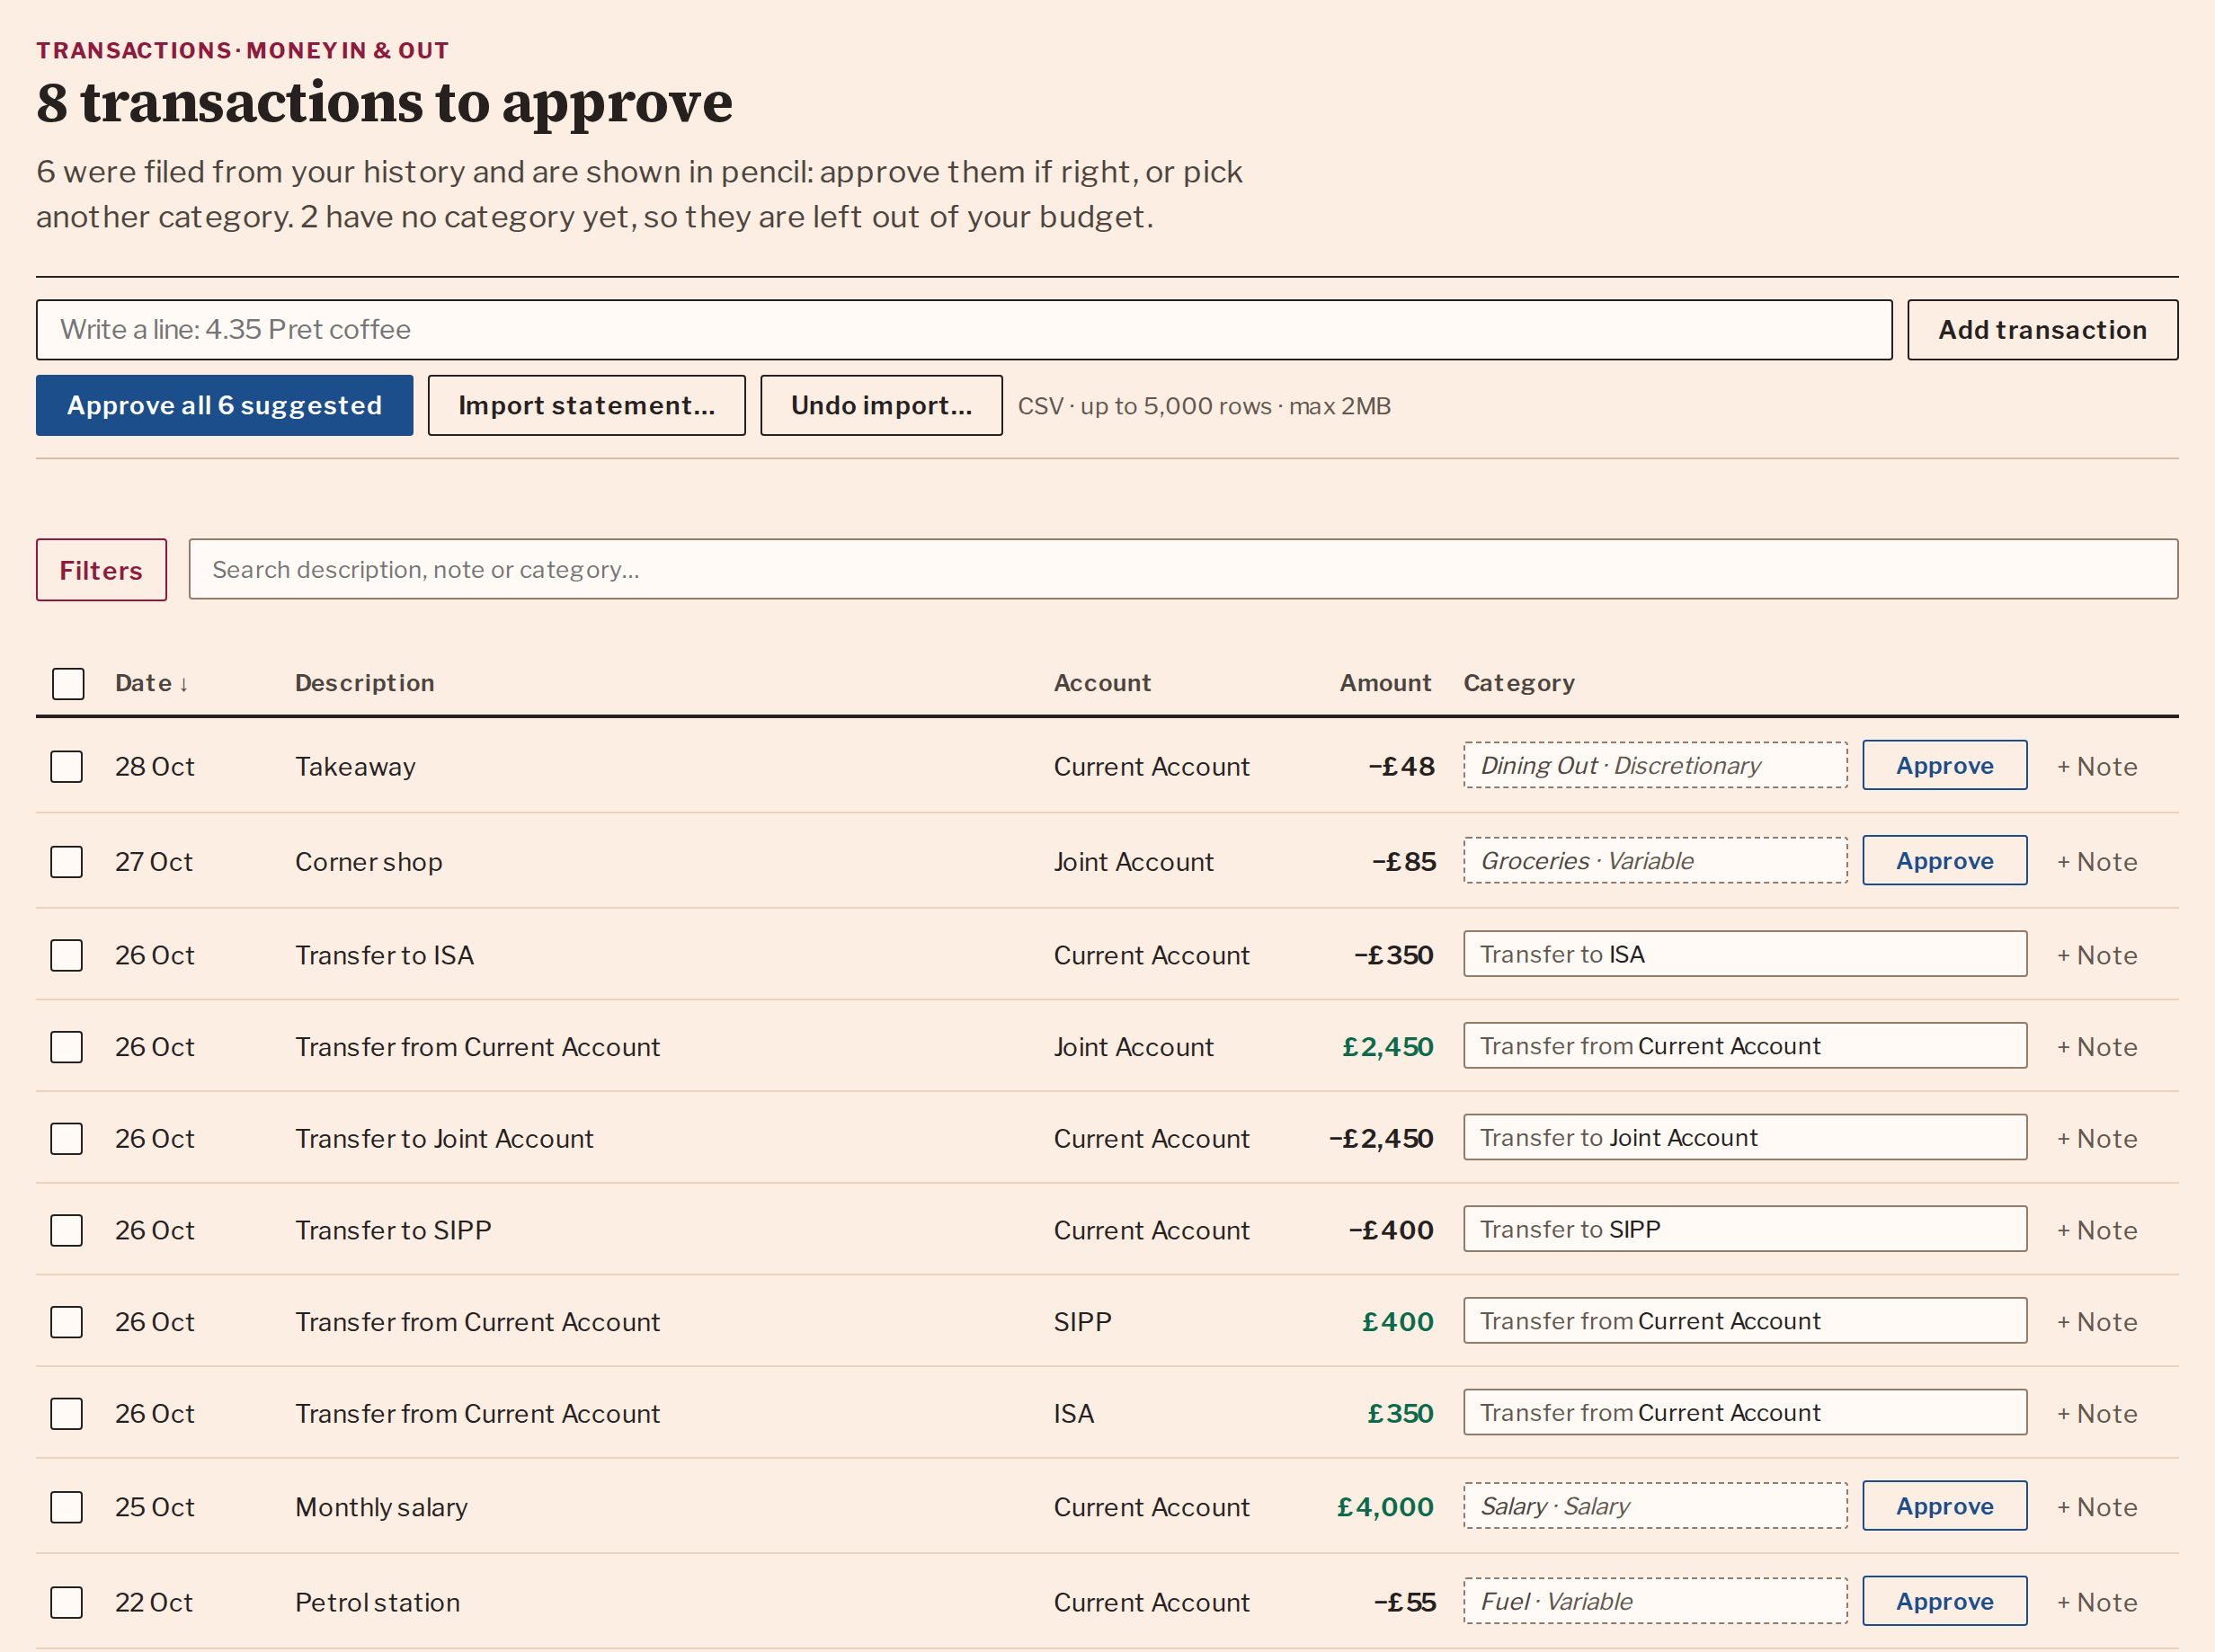 TRANSACTIONS · MONEY IN & OUT
8 transactions to approve
6 were filed from your history and are shown in pencil: approve them if right, or pick
another category. 2 have no category yet, so they are left out of your budget.
Write a line: 4.35 Pret coffee
Add transaction
Approve all 6 suggested
Import statement…
Undo import…
CSV · up to 5,000 rows · max 2MB
Filters
Search description, note or category…
Date ↓ Description Account Amount Category
28 Oct Takeaway Current Account −£48 Dining Out · Discretionary Approve + Note
27 Oct Corner shop Joint Account −£85 Groceries · Variable Approve + Note
26 Oct Transfer to ISA Current Account −£350 Transfer to ISA + Note
26 Oct Transfer from Current Account Joint Account £2,450 Transfer from Current Account + Note
26 Oct Transfer to Joint Account Current Account −£2,450 Transfer to Joint Account + Note
26 Oct Transfer to SIPP Current Account −£400 Transfer to SIPP + Note
26 Oct Transfer from Current Account SIPP £400 Transfer from Current Account + Note
26 Oct Transfer from Current Account ISA £350 Transfer from Current Account + Note
25 Oct Monthly salary Current Account £4,000 Salary · Salary Approve + Note
22 Oct Petrol station Current Account −£55 Fuel · Variable Approve + Note